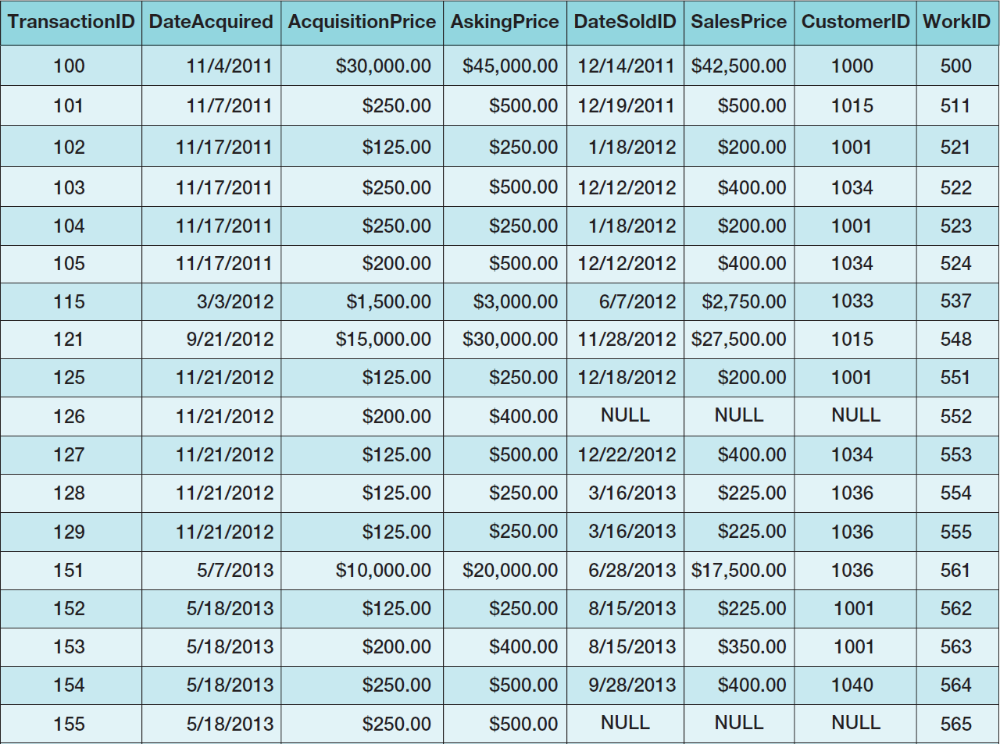 TransactionID DateAcquired AcquisitionPrice AskingPrice DateSoldID SalesPrice CustomerID WorkID
100 11/4/2011 $30,000.00 $45,000.00 12/14/2011 $42,500.00 1000 500
101 11/7/2011 $250.00 $500.00 12/19/2011 $500.00 1015 511
102 11/17/2011 $125.00 $250.00 1/18/2012 $200.00 1001 521
103 11/17/2011 $250.00 $500.00 12/12/2012 $400.00 1034 522
104 11/17/2011 $250.00 $250.00 1/18/2012 $200.00 1001 523
105 11/17/2011 $200.00 $500.00 12/12/2012 $400.00 1034 524
115 3/3/2012 $1,500.00 $3,000.00 6/7/2012 $2,750.00 1033 537
121 9/21/2012 $15,000.00 $30,000.00 11/28/2012 $27,500.00 1015 548
125 11/21/2012 $125.00 $250.00 12/18/2012 $200.00 1001 551
126 11/21/2012 $200.00 $400.00 NULL NULL NULL 552
127 11/21/2012 $125.00 $500.00 12/22/2012 $400.00 1034 553
128 11/21/2012 $125.00 $250.00 3/16/2013 $225.00 1036 554
129 11/21/2012 $125.00 $250.00 3/16/2013 $225.00 1036 555
151 5/7/2013 $10,000.00 $20,000.00 6/28/2013 $17,500.00 1036 561
152 5/18/2013 $125.00 $250.00 8/15/2013 $225.00 1001 562
153 5/18/2013 $200.00 $400.00 8/15/2013 $350.00 1001 563
154 5/18/2013 $250.00 $500.00 9/28/2013 $400.00 1040 564
155 5/18/2013 $250.00 $500.00 NULL NULL NULL 565